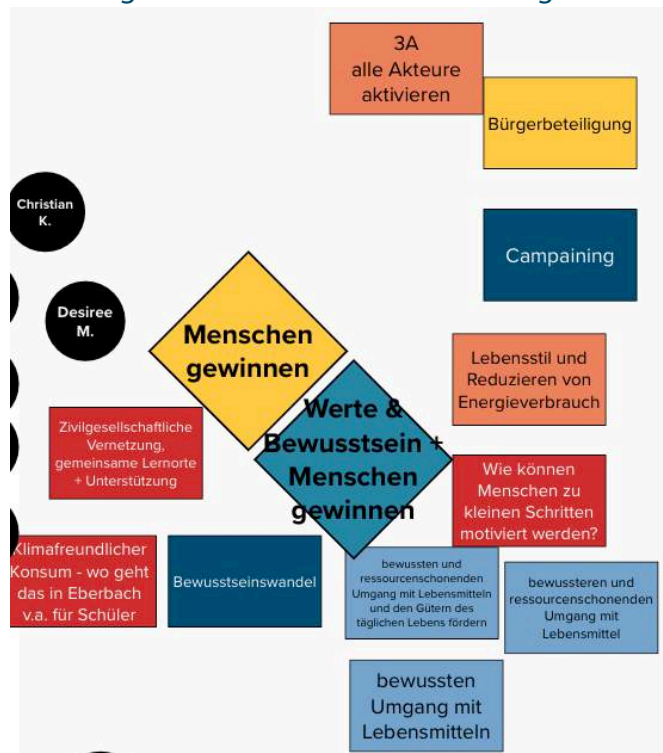 3A
alle Akteure
aktivieren
Bürgerbeteiligung
Christian
K.
Campaining
Desiree
M.
Menschen
gewinnen
Lebensstil und
Reduzieren von
Energieverbrauch
Werte &
Bewusstsein +
Menschen
gewinnen
Zivilgesellschaftliche
Vernetzung,
gemeinsame Lernorte
+ Unterstützung
Wie können
Menschen zu
kleinen Schritten
motiviert werden?
Klimafreundlicher
Konsum - wo geht
das in Eberbach
v.a. für Schüler
Bewusstseinswandel
bewussten und
ressourcenschonenden
Umgang mit Lebensmitteln
und den Gütern des
täglichen Lebens fördern
bewussteren und
ressourcenschonenden
Umgang mit
Lebensmittel
bewussten
Umgang mit
Lebensmitteln